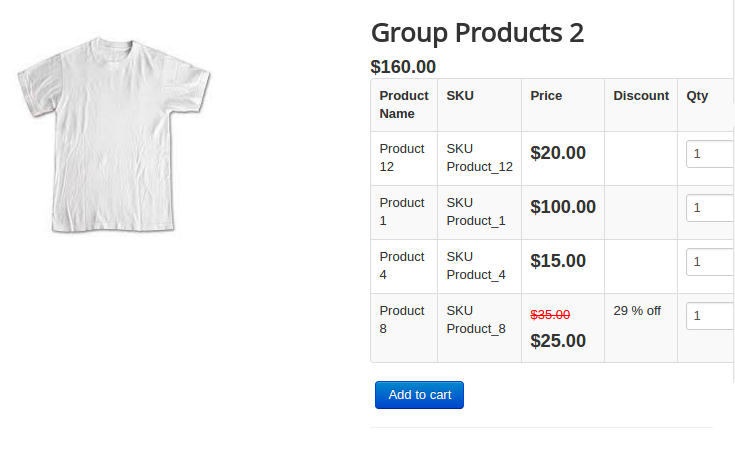 Group Products 2
$160.00
Product Name SKU Price Discount Qty
Product 12 SKU Product_12 $20.00 1
Product 1 SKU Product_1 $100.00 1
Product 4 SKU Product_4 $15.00 1
Product 8 SKU Product_8 $35.00 $25.00 29 % off 1
Add to cart